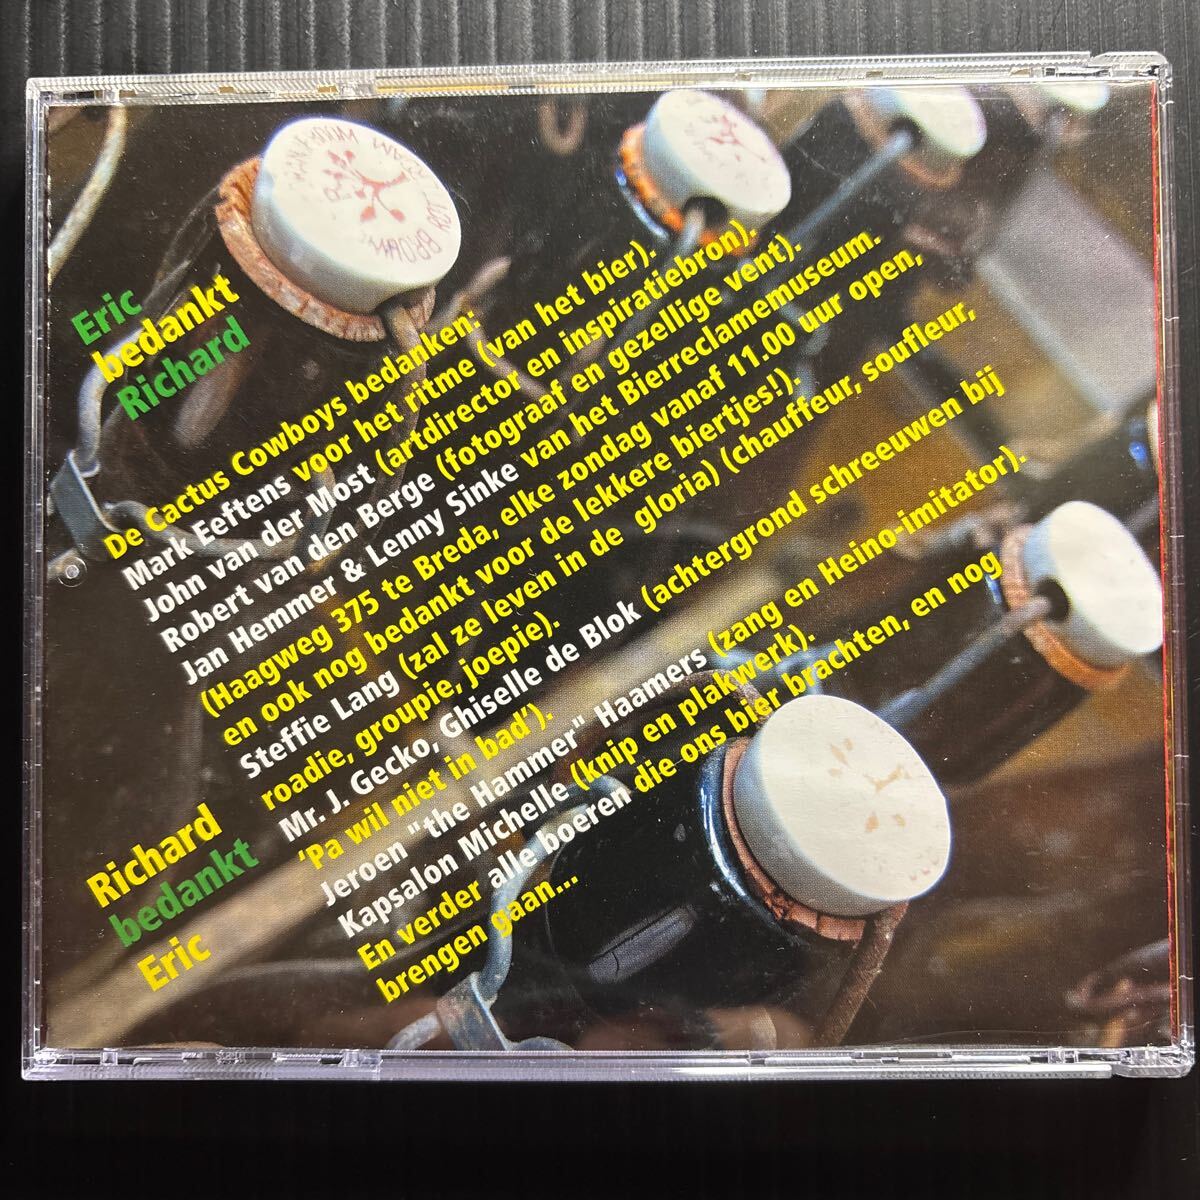 Eric
bedankt
Richard
De Cactus Cowboys bedanken:
Mark Eeftens voor het ritme (van het bier).
John van der Most (artdirector en inspiratiebron).
Robert van den Berge (fotograaf en gezellige vent).
Jan Hemmer & Lenny Sinke van het Bierreclamemuseum.
(Haagweg 375 te Breda, elke zondag vanaf 11.00 uur open,
en ook nog bedankt voor de lekkere biertjes!).
Steffie Lang (zal ze leven in de gloria) (chauffeur, soufleur,
roadie, groupie, joepie).
Mr. J. Gecko, Ghiselle de Blok (achtergrond schreeuwen bij
'Pa wil niet in bad').
Jeroen "the Hammer" Haamers (zang en Heino-imitator).
Kapsalon Michelle (knip en plakwerk).
En verder alle boeren die ons bier brachten, en nog
brengen gaan...
Richard
bedankt
Eric